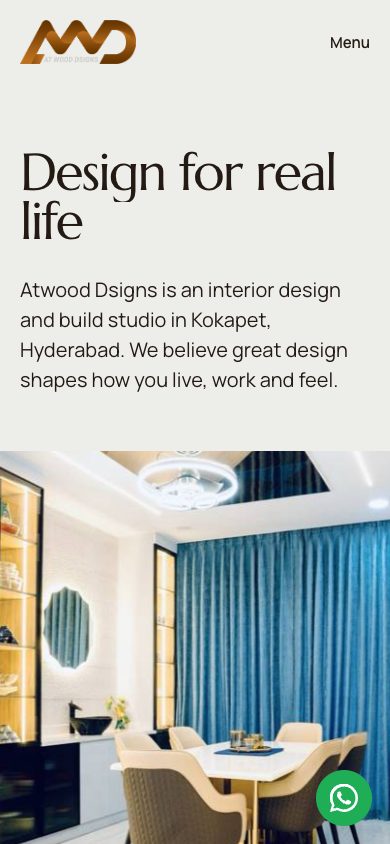 AT WOOD DSIGNS
Menu
Design for real
life
Atwood Dsigns is an interior design
and build studio in Kokapet,
Hyderabad. We believe great design
shapes how you live, work and feel.